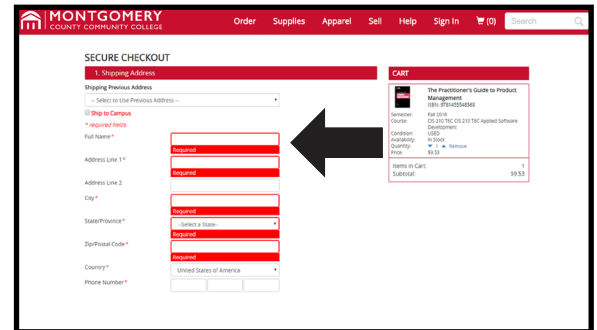 MONTGOMERY
COUNTY COMMUNITY COLLEGE
Order Supplies Apparel Sell Help Sign In (0) Search
SECURE CHECKOUT
1. Shipping Address
Shipping Previous Address
-- Select to Use Previous Address --
Ship to Campus
* required fields
Full Name*
Required
Address Line 1*
Required
Address Line 2
City*
Required
State/Province*
--Select a State--
Required
Zip/Postal Code*
Required
Country*
United States of America
Phone Number*
CART
The Practitioner's Guide to Product
Management
ISBN: 9781455548569
Semester: Fall 2018
Course: CIS 210 T6C CIS 210 T6C Applied Software
Development
Condition: USED
Availability: In Stock
Quantity: 1 Remove
Price: $9.53
Items in Cart: 1
Subtotal: $9.53